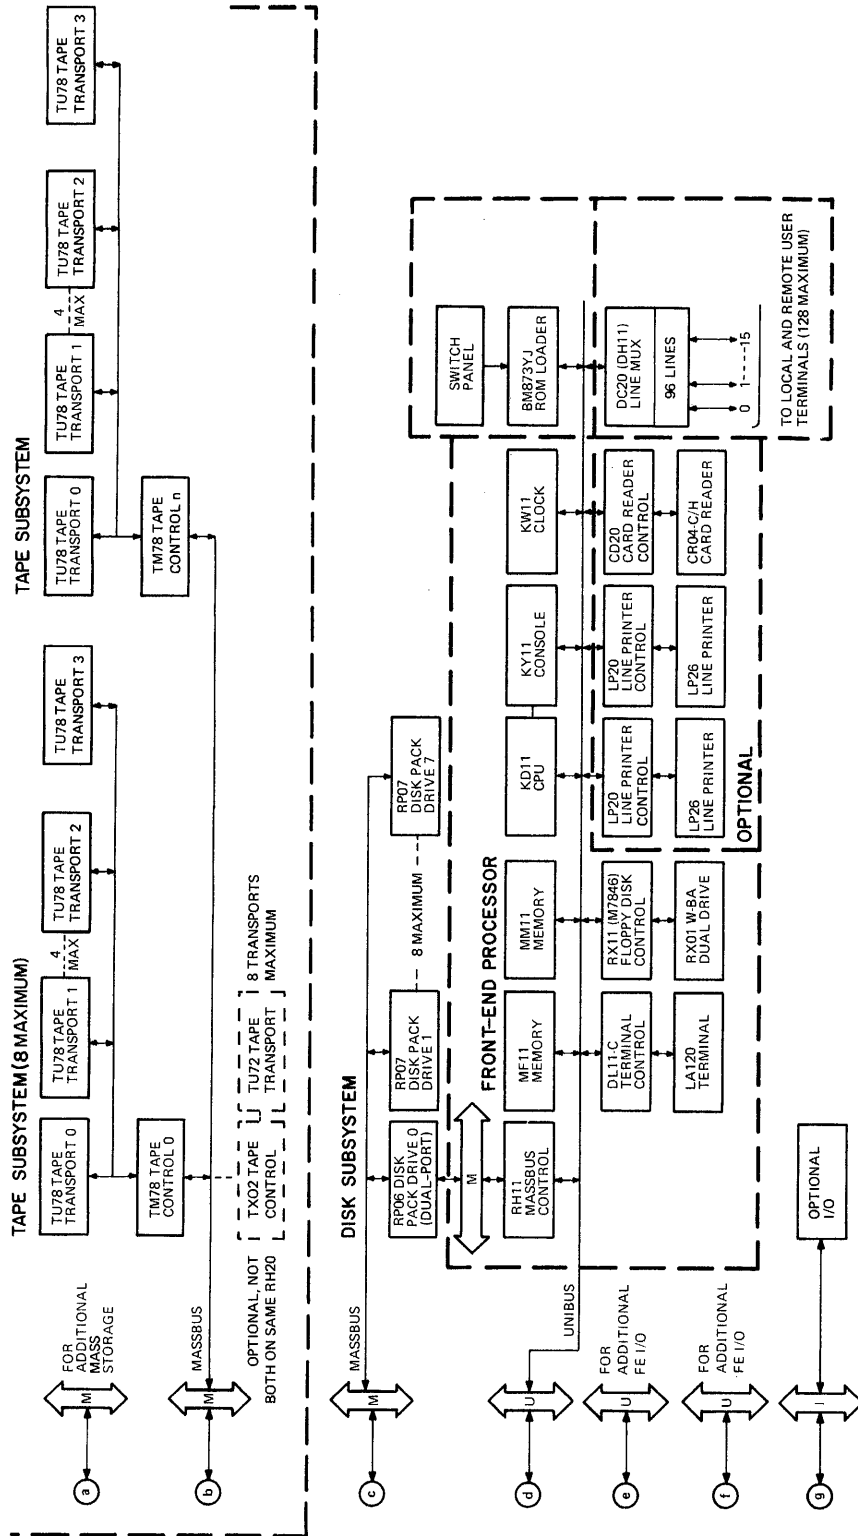 TAPE SUBSYSTEM (8 MAXIMUM)
TAPE SUBSYSTEM
FOR
ADDITIONAL
MASS
STORAGE
a
M
TU78 TAPE
TRANSPORT 0
TU78 TAPE
TRANSPORT 1
4
MAX
TU78 TAPE
TRANSPORT 2
TU78 TAPE
TRANSPORT 3
TU78 TAPE
TRANSPORT 0
TU78 TAPE
TRANSPORT 1
4
MAX
TU78 TAPE
TRANSPORT 2
TU78 TAPE
TRANSPORT 3
b
M
MASSBUS
TM78 TAPE
CONTROL 0
TM78 TAPE
CONTROL n
OPTIONAL, NOT
BOTH ON SAME RH20
TX02 TAPE
CONTROL
TU72 TAPE
TRANSPORT
8 TRANSPORTS
MAXIMUM
DISK SUBSYSTEM
c
M
MASSBUS
RP06 DISK
PACK DRIVE 0
(DUAL-PORT)
RP07
DISK PACK
DRIVE 1
8 MAXIMUM
RP07
DISK PACK
DRIVE 7
M
FRONT-END PROCESSOR
SWITCH
PANEL
RH11
MASSBUS
CONTROL
MF11
MEMORY
MM11
MEMORY
KD11
CPU
KY11
CONSOLE
KW11
CLOCK
BM873YJ
ROM LOADER
d
U
UNIBUS
e
U
FOR
ADDITIONAL
FE I/O
DL11-C
TERMINAL
CONTROL
RX11 (M7846)
FLOPPY DISK
CONTROL
LP20
LINE PRINTER
CONTROL
LP20
LINE PRINTER
CONTROL
CD20
CARD READER
CONTROL
DC20 (DH11)
LINE MUX
96 LINES
f
U
FOR
ADDITIONAL
FE I/O
LA120
TERMINAL
RX01 W-BA
DUAL DRIVE
LP26
LINE PRINTER
LP26
LINE PRINTER
CR04-C/H
CARD READER
0 1----15
OPTIONAL
TO LOCAL AND REMOTE USER
TERMINALS (128 MAXIMUM)
g
I
OPTIONAL
I/O